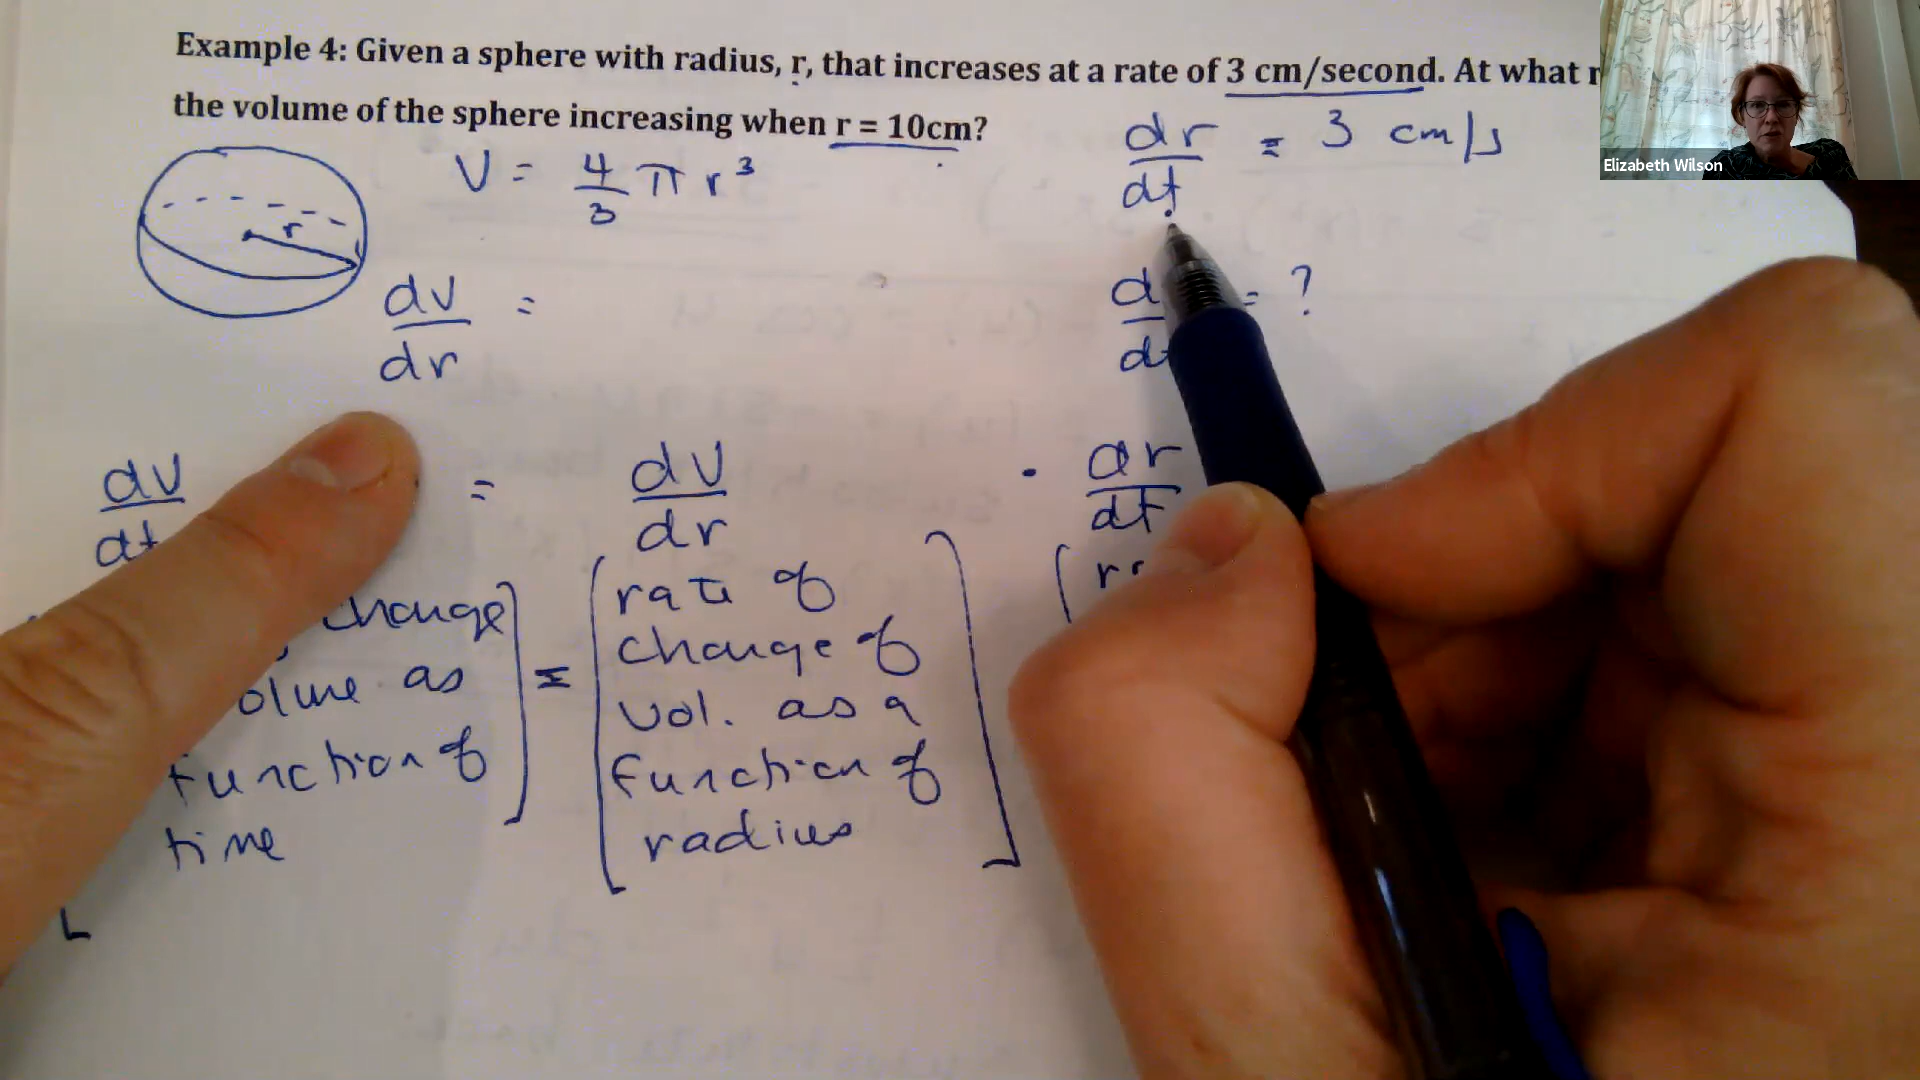 Example 4: Given a sphere with radius, r, that increases at a rate of 3 cm/second. At what
the volume of the sphere increasing when r = 10cm?
dr/dt = 3 cm/s
Elizabeth Wilson
V = 4/3 π r³
r
dV/dr =
= ?
dV/dt = dV/dr · dr/dt
change = rate of
as change of
function of vol. as a
time function of
radius